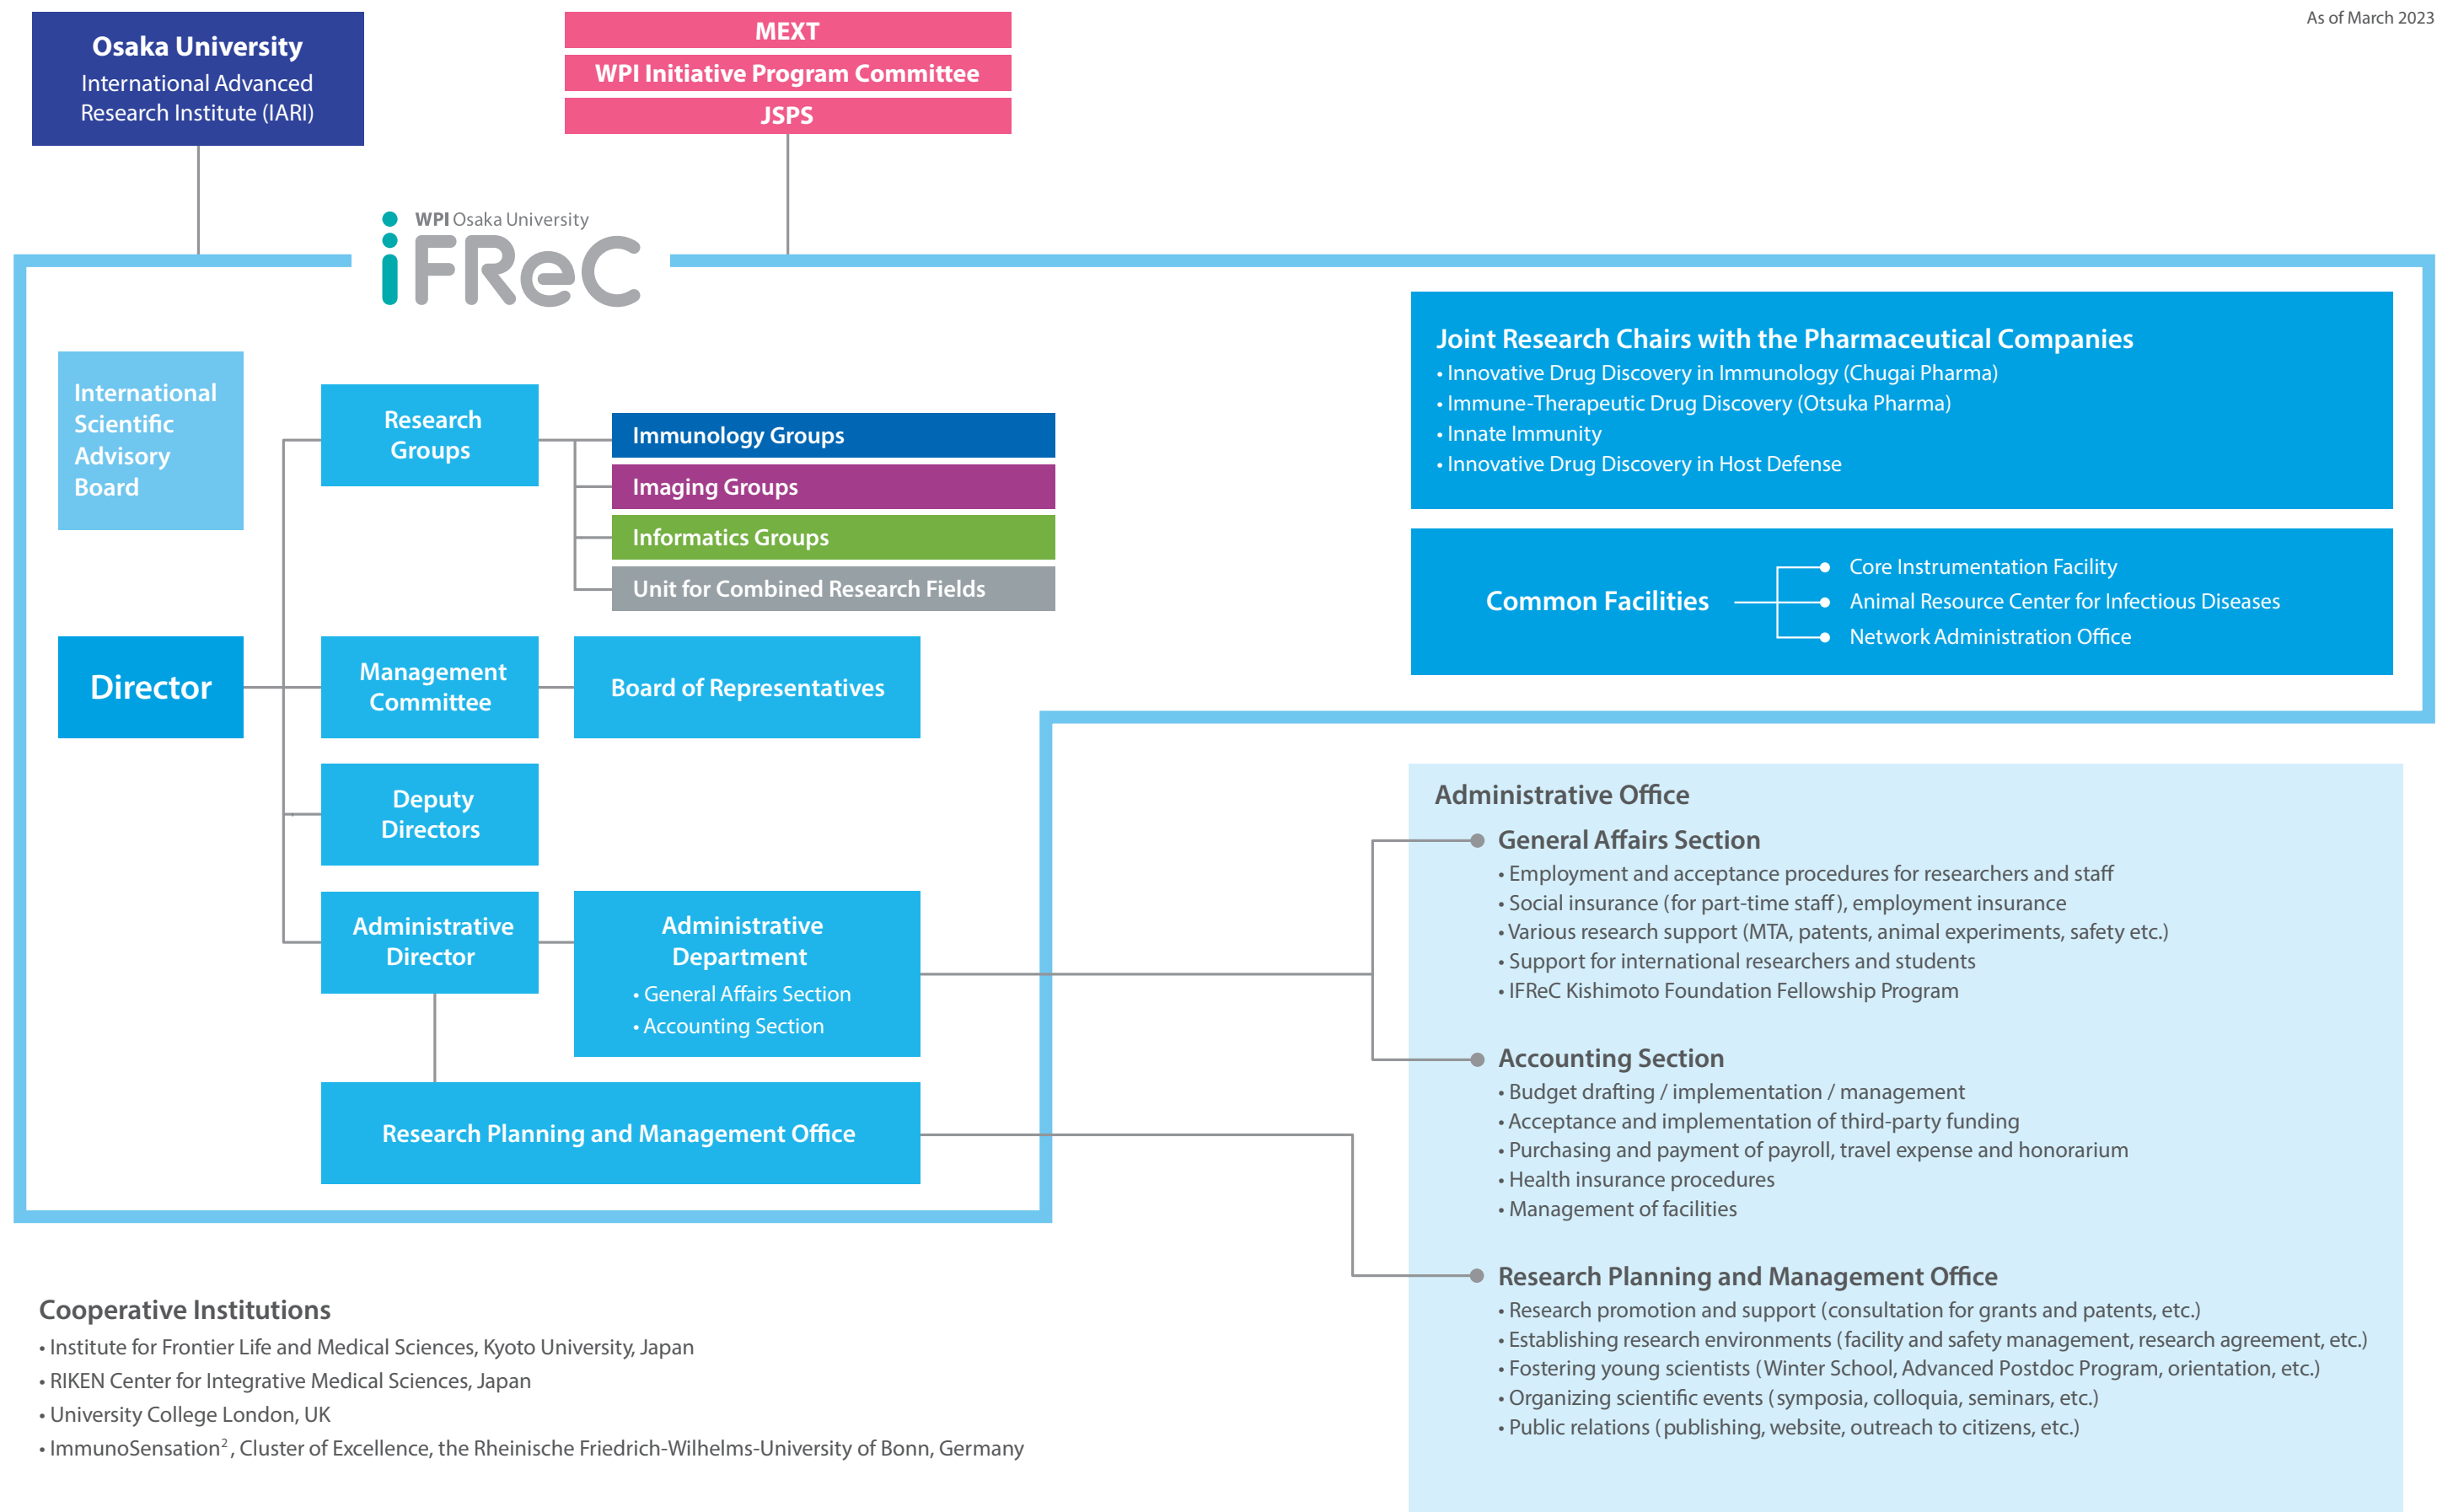 As of March 2023
Osaka University
International Advanced
Research Institute (IARI)
MEXT
WPI Initiative Program Committee
JSPS
WPI Osaka University
iFReC
International
Scientific
Advisory
Board
Research
Groups
Immunology Groups
Imaging Groups
Informatics Groups
Unit for Combined Research Fields
Director
Management
Committee
Board of Representatives
Deputy
Directors
Administrative
Director
Administrative
Department
• General Affairs Section
• Accounting Section
Research Planning and Management Office
Joint Research Chairs with the Pharmaceutical Companies
• Innovative Drug Discovery in Immunology (Chugai Pharma)
• Immune-Therapeutic Drug Discovery (Otsuka Pharma)
• Innate Immunity
• Innovative Drug Discovery in Host Defense
Common Facilities
Core Instrumentation Facility
Animal Resource Center for Infectious Diseases
Network Administration Office
Administrative Office
General Affairs Section
• Employment and acceptance procedures for researchers and staff
• Social insurance (for part-time staff), employment insurance
• Various research support (MTA, patents, animal experiments, safety etc.)
• Support for international researchers and students
• IFReC Kishimoto Foundation Fellowship Program
Accounting Section
• Budget drafting / implementation / management
• Acceptance and implementation of third-party funding
• Purchasing and payment of payroll, travel expense and honorarium
• Health insurance procedures
• Management of facilities
Research Planning and Management Office
• Research promotion and support (consultation for grants and patents, etc.)
• Establishing research environments (facility and safety management, research agreement, etc.)
• Fostering young scientists (Winter School, Advanced Postdoc Program, orientation, etc.)
• Organizing scientific events (symposia, colloquia, seminars, etc.)
• Public relations (publishing, website, outreach to citizens, etc.)
Cooperative Institutions
• Institute for Frontier Life and Medical Sciences, Kyoto University, Japan
• RIKEN Center for Integrative Medical Sciences, Japan
• University College London, UK
• ImmunoSensation², Cluster of Excellence, the Rheinische Friedrich-Wilhelms-University of Bonn, Germany